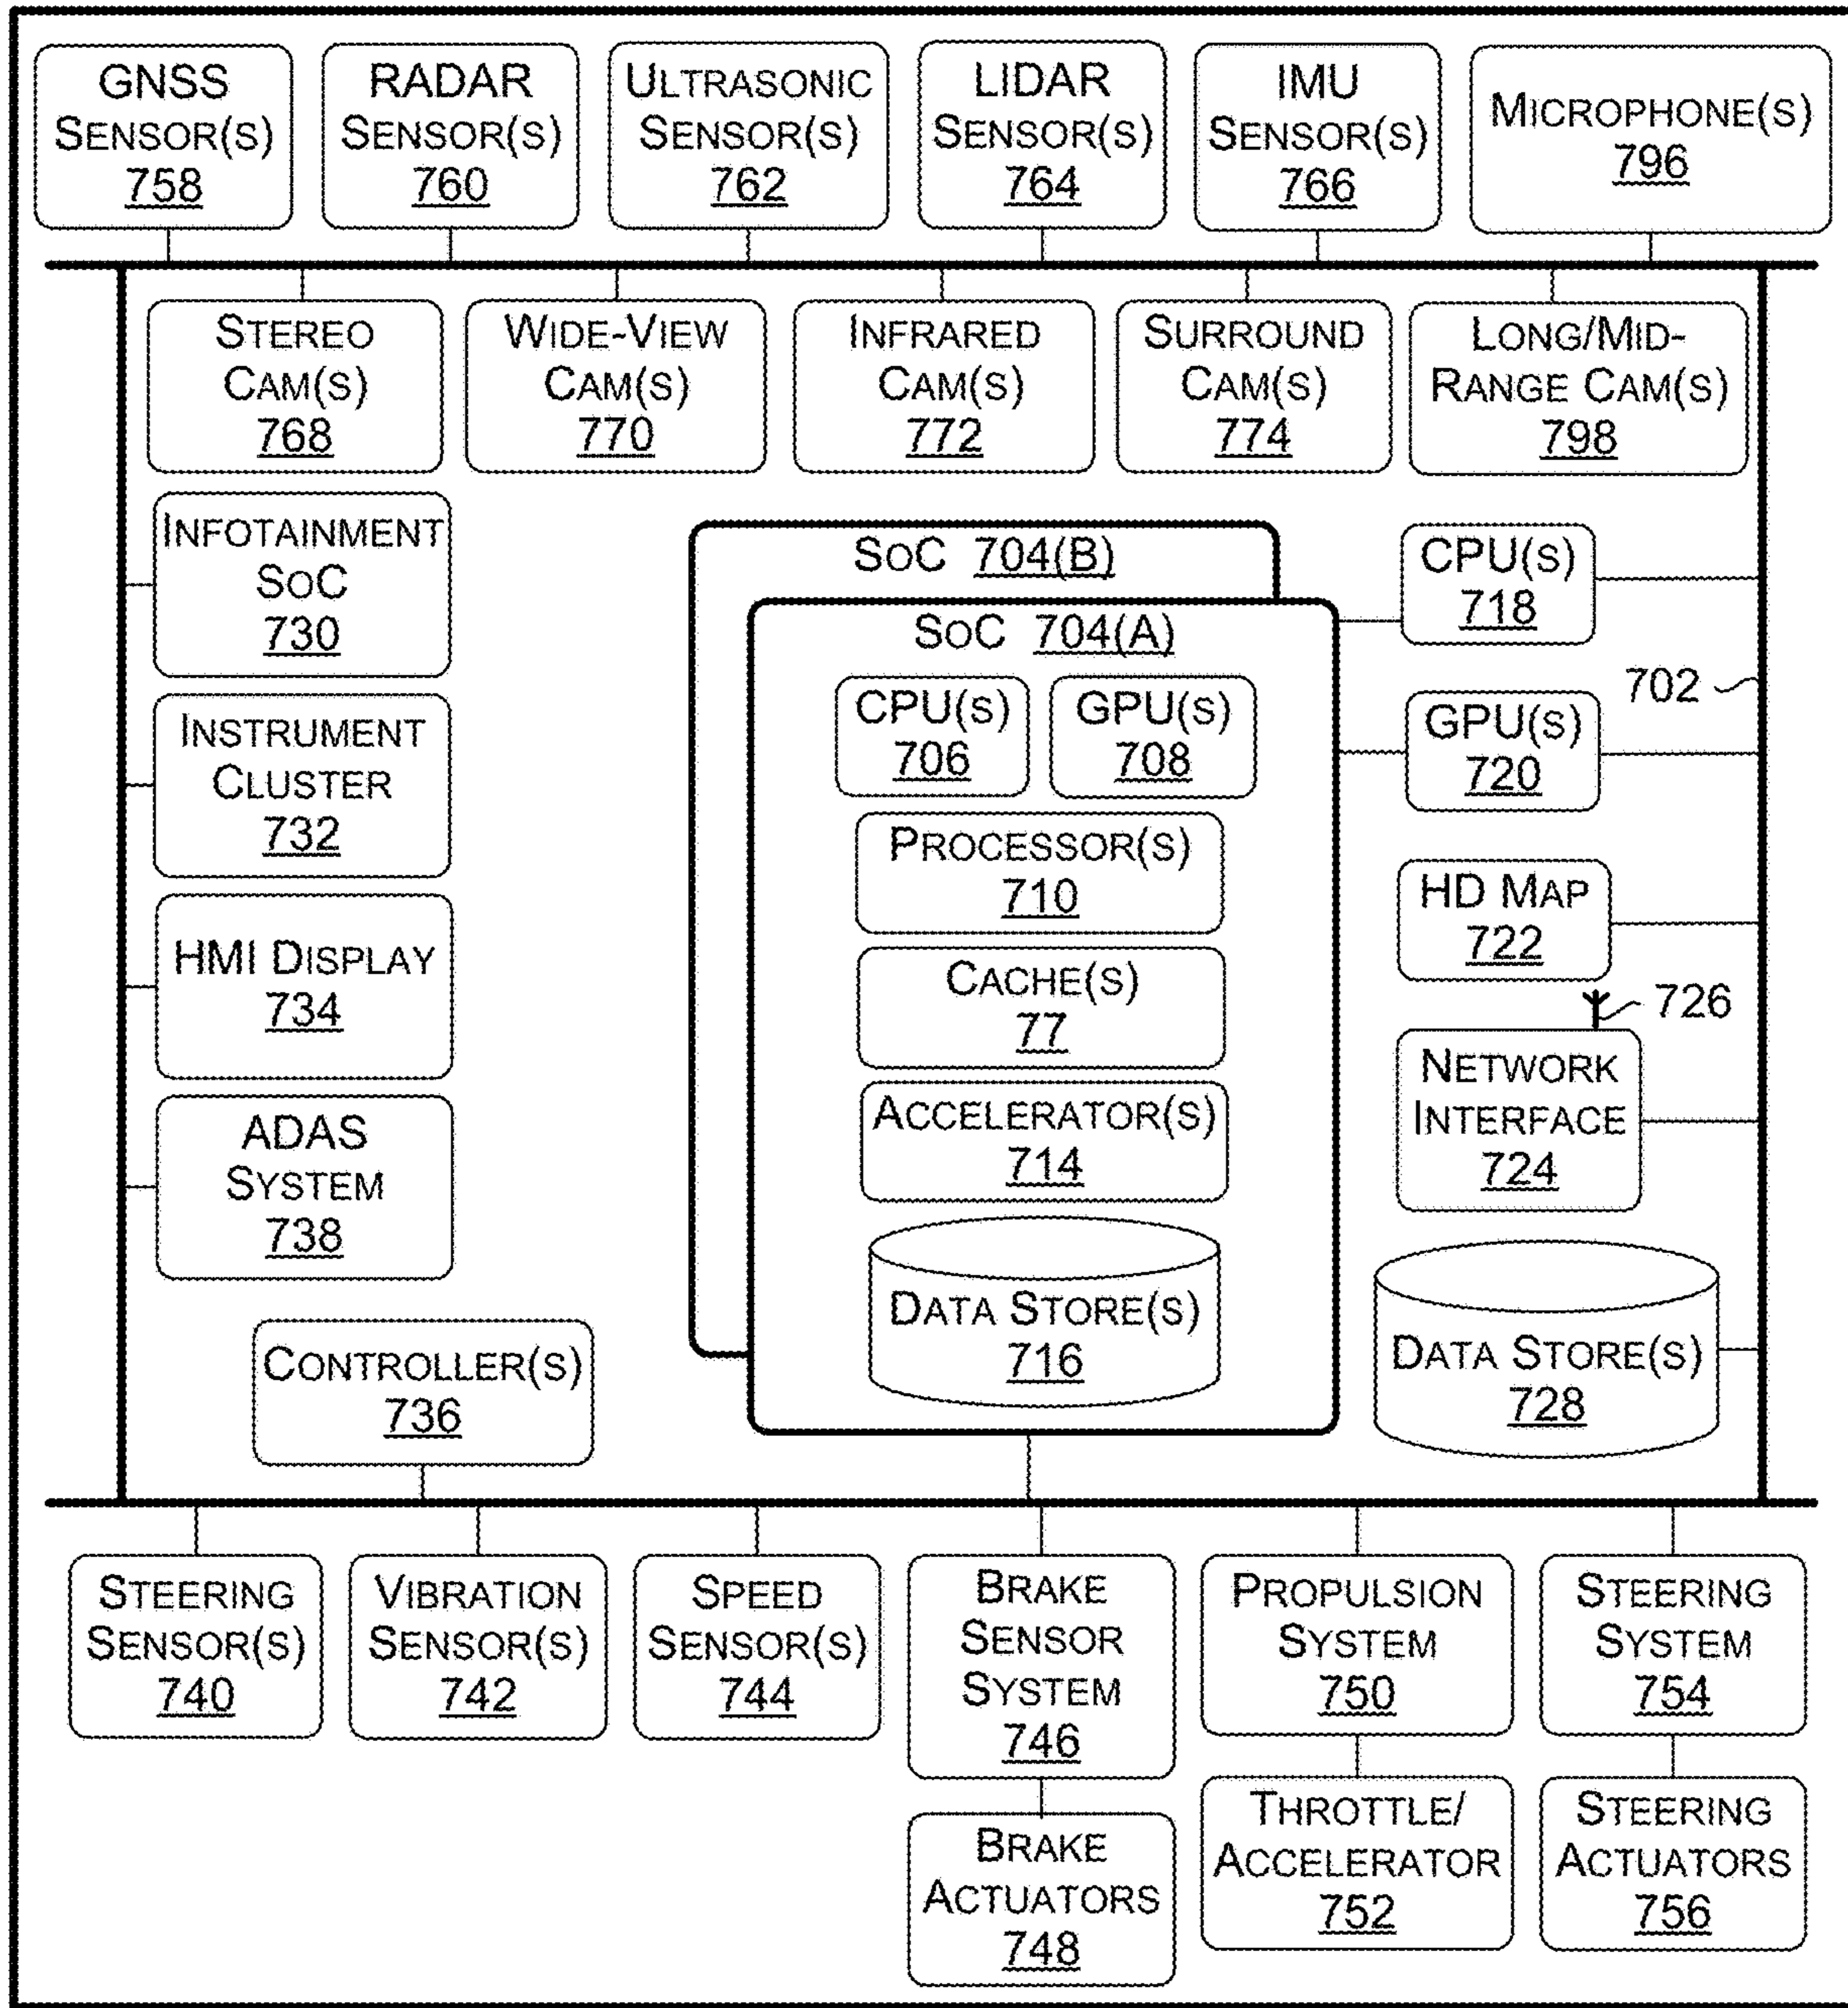 GNSS
SENSOR(S)
758
RADAR
SENSOR(S)
760
ULTRASONIC
SENSOR(S)
762
LIDAR
SENSOR(S)
764
IMU
SENSOR(S)
766
MICROPHONE(S)
796
STEREO
CAM(S)
768
WIDE-VIEW
CAM(S)
770
INFRARED
CAM(S)
772
SURROUND
CAM(S)
774
LONG/MID-
RANGE CAM(S)
798
INFOTAINMENT
SOC
730
INSTRUMENT
CLUSTER
732
HMI DISPLAY
734
ADAS
SYSTEM
738
CONTROLLER(S)
736
SOC 704(B)
SOC 704(A)
CPU(S)
706
GPU(S)
708
PROCESSOR(S)
710
CACHE(S)
77
ACCELERATOR(S)
714
DATA STORE(S)
716
CPU(S)
718
702
GPU(S)
720
HD MAP
722
726
NETWORK
INTERFACE
724
DATA STORE(S)
728
STEERING
SENSOR(S)
740
VIBRATION
SENSOR(S)
742
SPEED
SENSOR(S)
744
BRAKE
SENSOR
SYSTEM
746
PROPULSION
SYSTEM
750
STEERING
SYSTEM
754
BRAKE
ACTUATORS
748
THROTTLE/
ACCELERATOR
752
STEERING
ACTUATORS
756